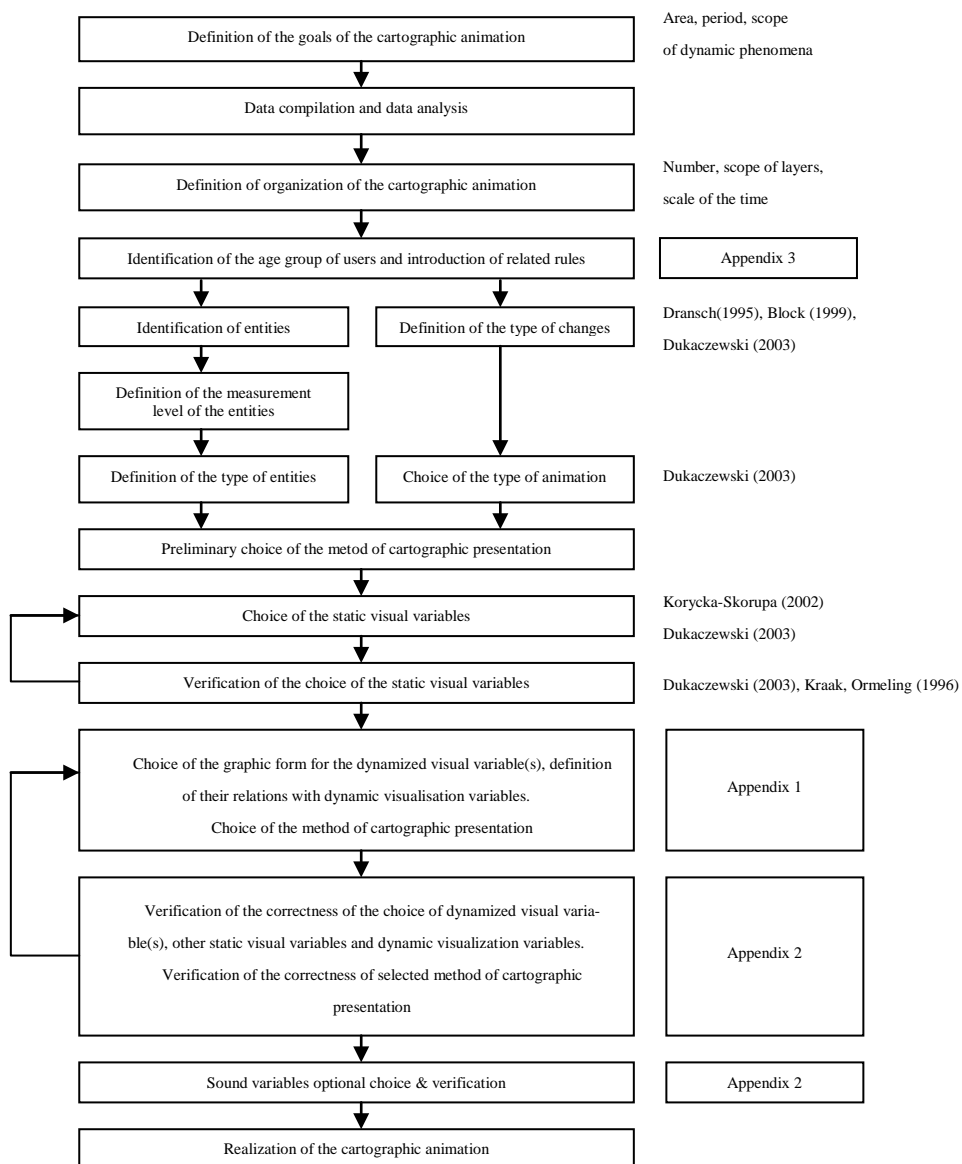 Definition of the goals of the cartographic animation
Area, period, scope
of dynamic phenomena
Data compilation and data analysis
Definition of organization of the cartographic animation
Number, scope of layers,
scale of the time
Identification of the age group of users and introduction of related rules
Appendix 3
Identification of entities
Definition of the type of changes
Dransch(1995), Block (1999),
Dukaczewski (2003)
Definition of the measurement
level of the entities
Definition of the type of entities
Choice of the type of animation
Dukaczewski (2003)
Preliminary choice of the metod of cartographic presentation
Choice of the static visual variables
Korycka-Skorupa (2002)
Dukaczewski (2003)
Verification of the choice of the static visual variables
Dukaczewski (2003), Kraak, Ormeling (1996)
Choice of the graphic form for the dynamized visual variable(s), definition
of their relations with dynamic visualisation variables.
Choice of the method of cartographic presentation
Appendix 1
Verification of the correctness of the choice of dynamized visual varia-
ble(s), other static visual variables and dynamic visualization variables.
Verification of the correctness of selected method of cartographic
presentation
Appendix 2
Sound variables optional choice & verification
Appendix 2
Realization of the cartographic animation